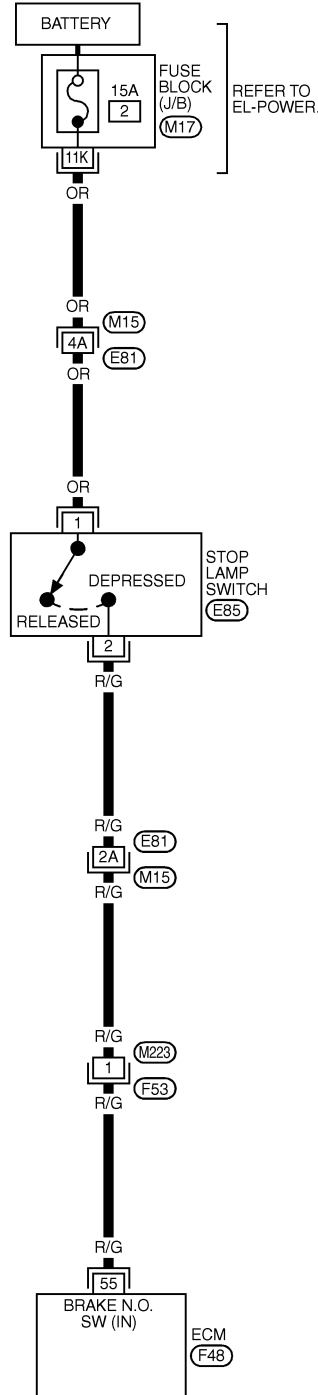 BATTERY
FUSE
BLOCK
(J/B)
M17
15A
2
REFER TO
EL-POWER.
11K
OR
OR
M15
4A
E81
OR
OR
1
STOP
LAMP
SWITCH
E85
DEPRESSED
RELEASED
2
R/G
R/G
E81
2A
M15
R/G
R/G
M223
1
F53
R/G
R/G
55
BRAKE N.O.
SW (IN)
ECM
F48